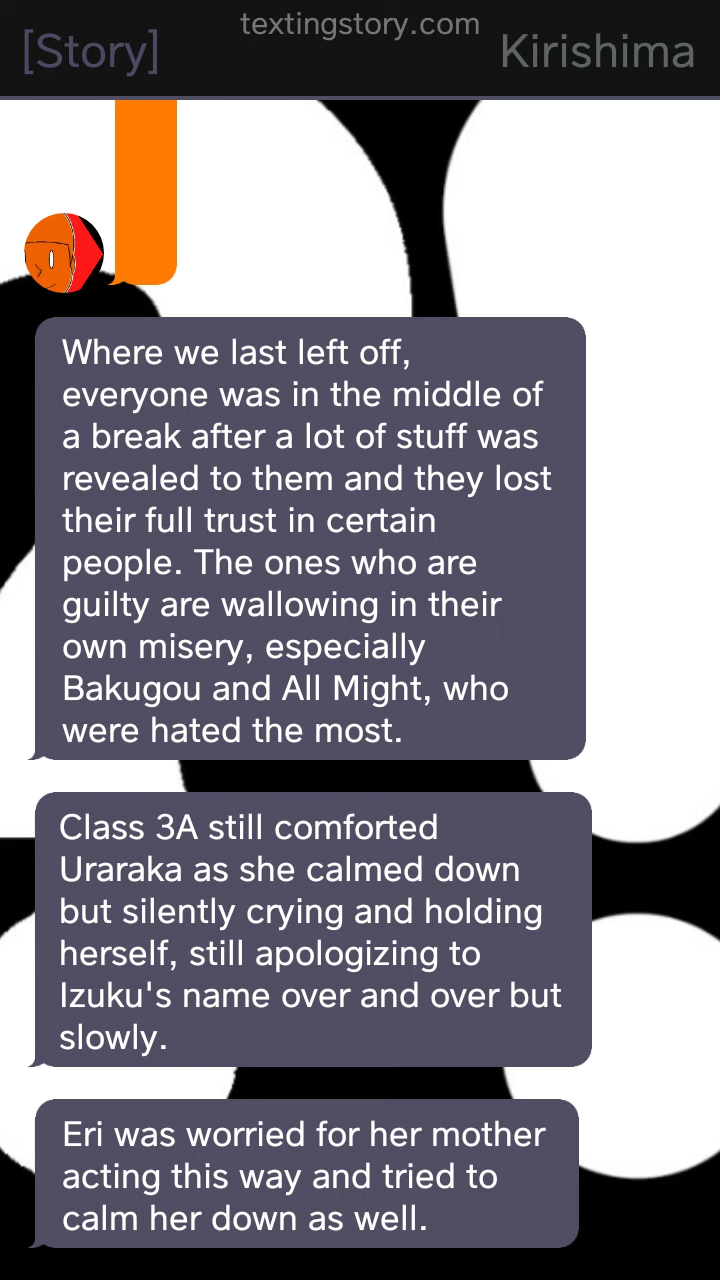 textingstory.com
[Story]
Kirishima
Where we last left off,
everyone was in the middle of
a break after a lot of stuff was
revealed to them and they lost
their full trust in certain
people. The ones who are
guilty are wallowing in their
own misery, especially
Bakugou and All Might, who
were hated the most.
Class 3A still comforted
Uraraka as she calmed down
but silently crying and holding
herself, still apologizing to
Izuku's name over and over but
slowly.
Eri was worried for her mother
acting this way and tried to
calm her down as well.